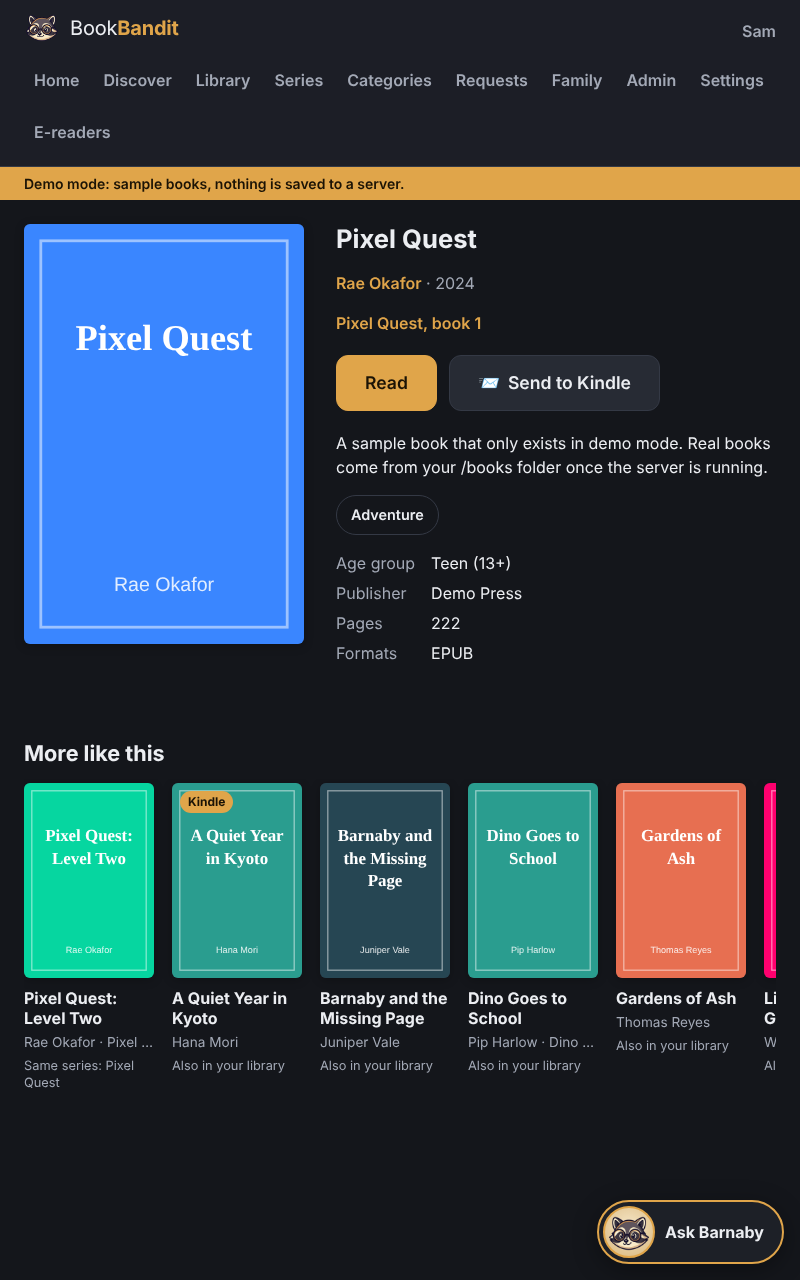 BookBandit
Sam
Home Discover Library Series Categories Requests Family Admin Settings
E-readers
Demo mode: sample books, nothing is saved to a server.
Pixel Quest
Rae Okafor
Pixel Quest
Rae Okafor · 2024
Pixel Quest, book 1
Read
Send to Kindle
A sample book that only exists in demo mode. Real books
come from your /books folder once the server is running.
Adventure
Age group Teen (13+)
Publisher Demo Press
Pages 222
Formats EPUB
More like this
Pixel Quest:
Level Two
Rae Okafor
Pixel Quest:
Level Two
Rae Okafor · Pixel ...
Same series: Pixel
Quest
Kindle
A Quiet Year
in Kyoto
Hana Mori
A Quiet Year in
Kyoto
Hana Mori
Also in your library
Barnaby and
the Missing
Page
Juniper Vale
Barnaby and the
Missing Page
Juniper Vale
Also in your library
Dino Goes to
School
Pip Harlow
Dino Goes to
School
Pip Harlow · Dino ...
Also in your library
Gardens of
Ash
Thomas Reyes
Gardens of Ash
Thomas Reyes
Also in your library
Ask Barnaby